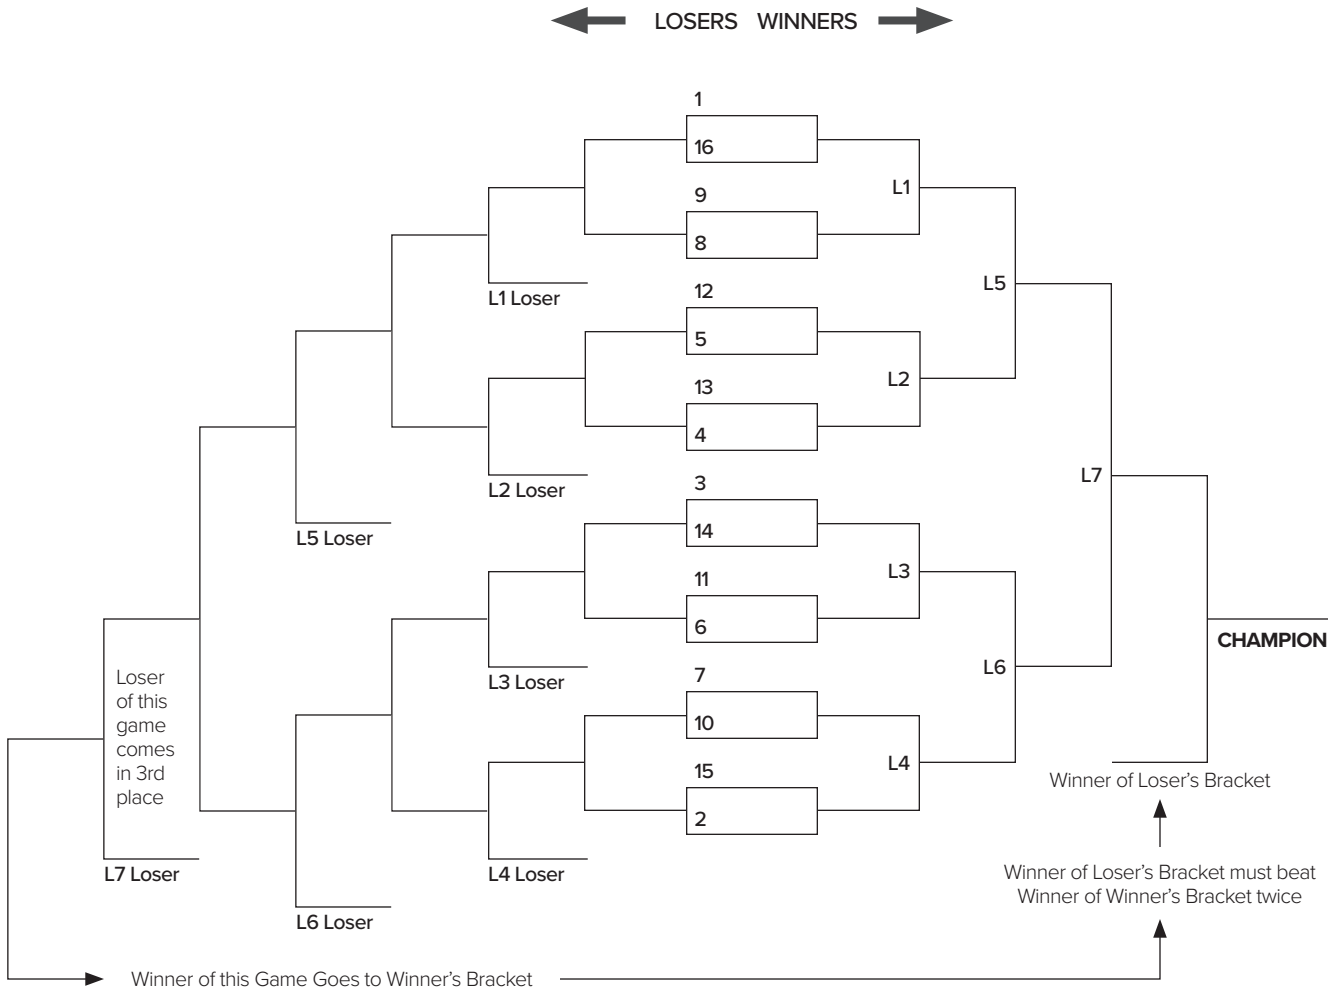 LOSERS WINNERS
1
16
L1
9
8
L5
L1 Loser
12
5
L2
13
4
L7
L2 Loser
3
14
L5 Loser
L3
11
6
CHAMPION
L6
L3 Loser
7
10
Loser
of this
game
comes
in 3rd
place
L4
15
2
Winner of Loser's Bracket
L7 Loser
L4 Loser
Winner of Loser's Bracket must beat
Winner of Winner's Bracket twice
L6 Loser
Winner of this Game Goes to Winner's Bracket